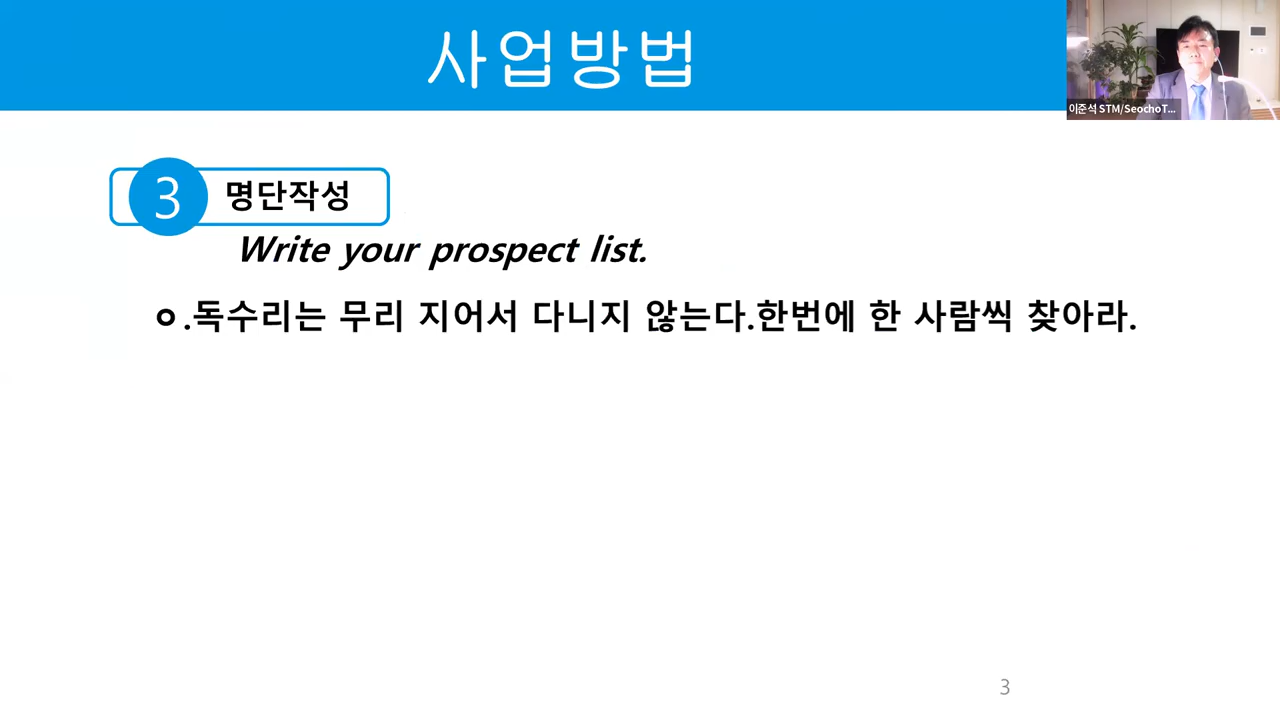 사업방법
이준석 STM/SeochoT...
3 명단작성
Write your prospect list.
ㅇ.독수리는 무리 지어서 다니지 않는다.한번에 한 사람씩 찾아라.
3